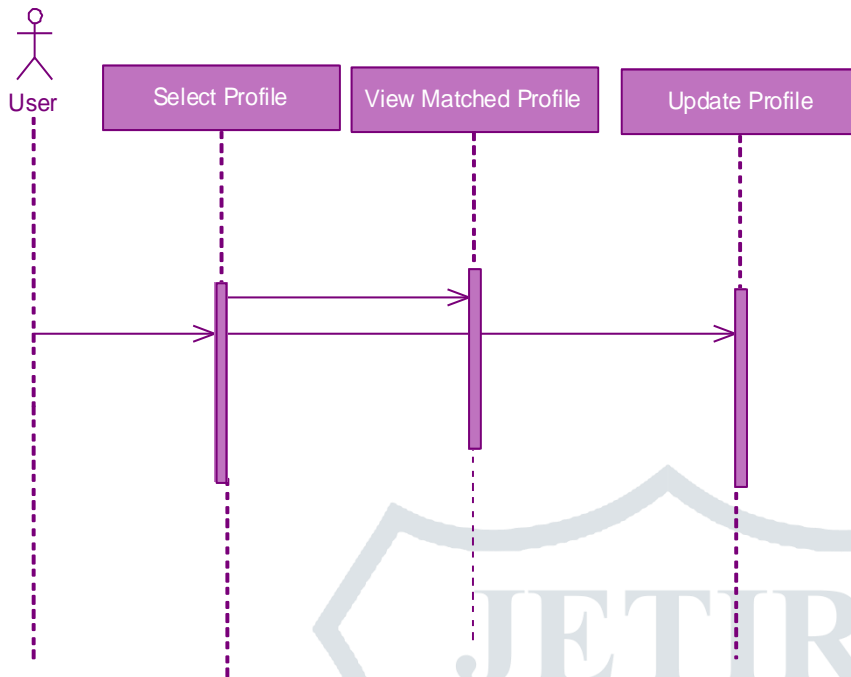 User
Select Profile
View Matched Profile
Update Profile
JETIR